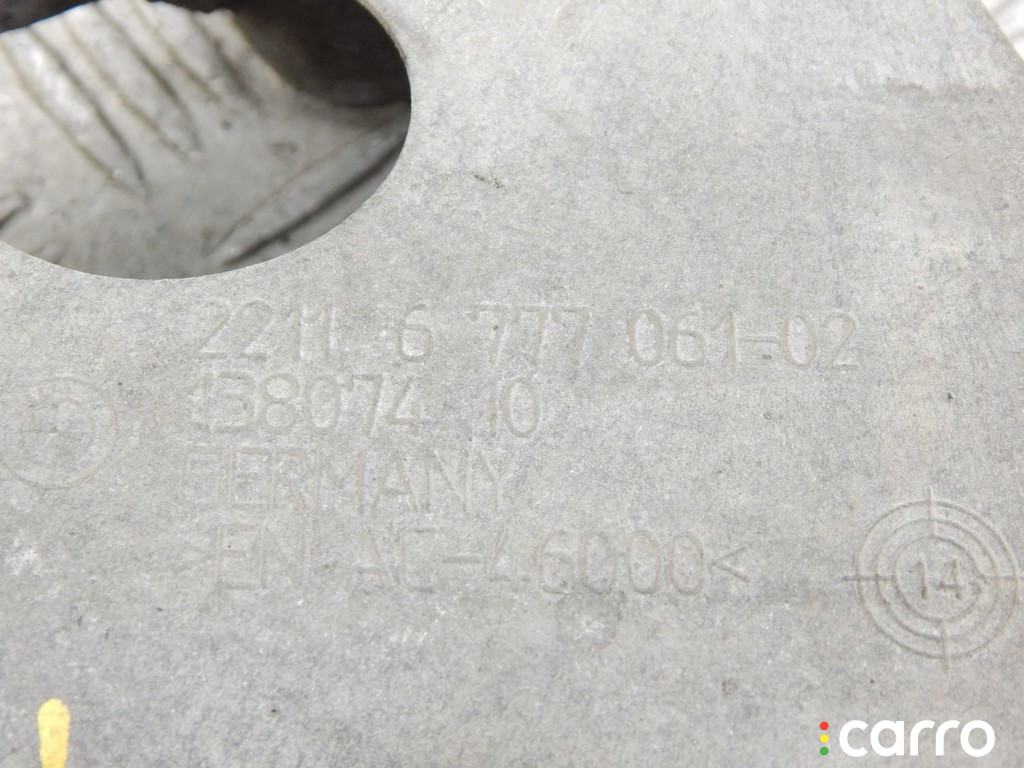 2211 6 777 061-02
138074 10
GERMANY
>EN AC-46000<
14
carro